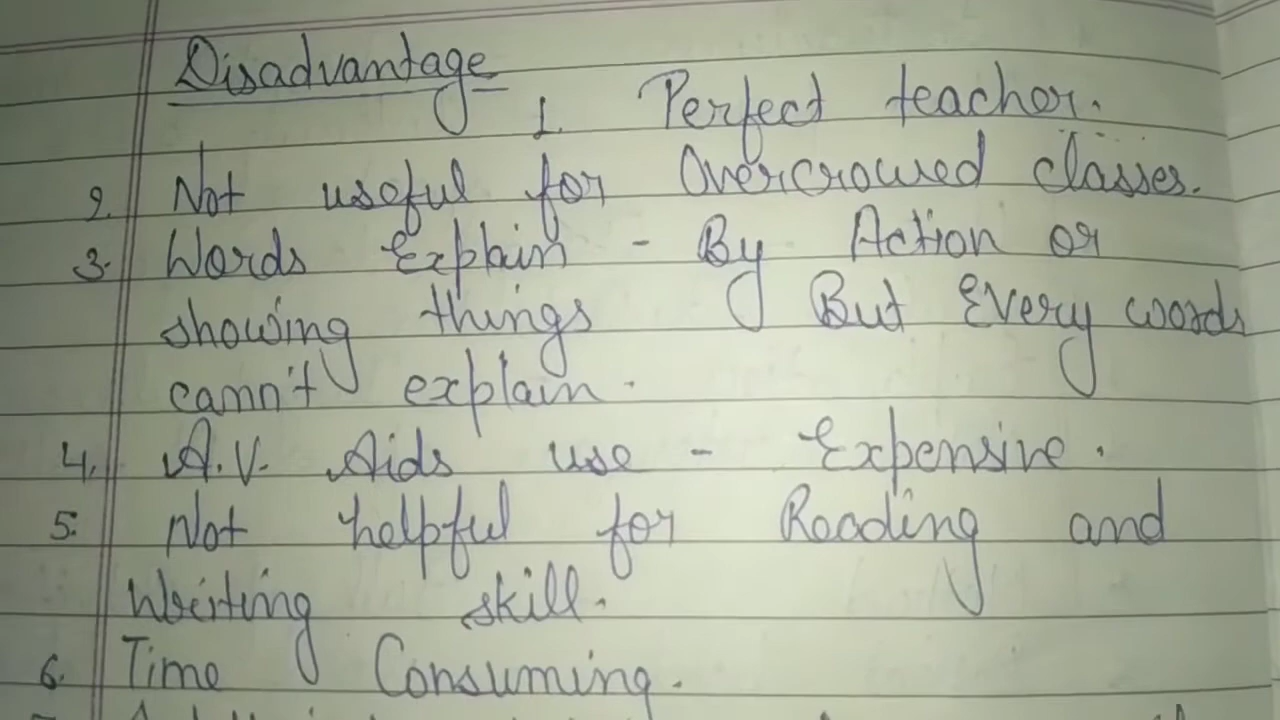 Disadvantage
1. Perfect teacher.
2. Not useful for Overcrowed classes.
3. Words Explain - By Action or
showing things But Every words
cann't explain.
4. A.V. Aids use - Expensive.
5. Not helpful for Reading and
Writing skill.
6. Time Consuming.